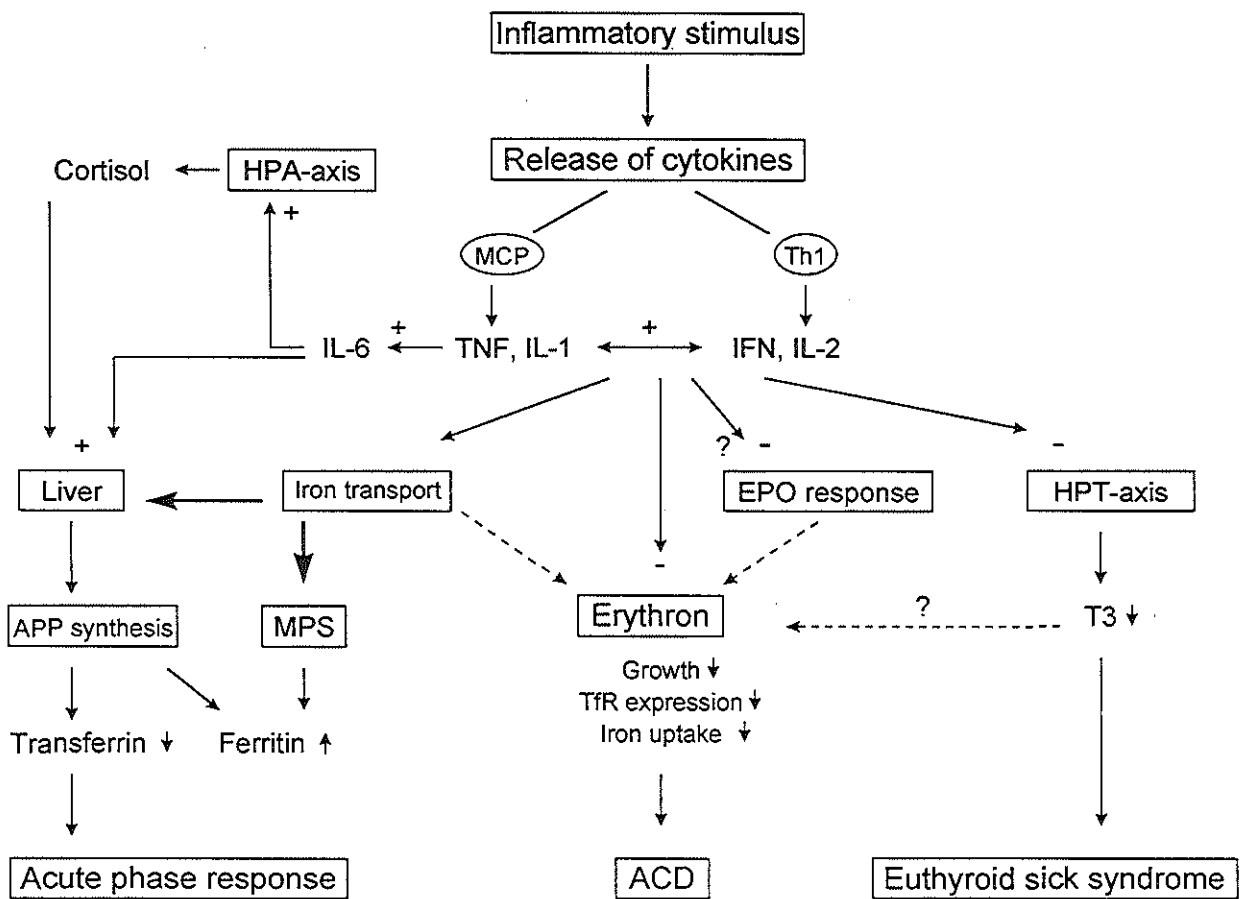 Inflammatory stimulus
Release of cytokines
Cortisol
HPA-axis
+
MCP
Th1
+
+
IL-6
TNF, IL-1
IFN, IL-2
+
?
-
-
Liver
Iron transport
EPO response
HPT-axis
-
APP synthesis
MPS
Erythron
?
T3 ↓
Growth ↓
TfR expression ↓
Iron uptake ↓
Transferrin ↓
Ferritin ↑
Acute phase response
ACD
Euthyroid sick syndrome